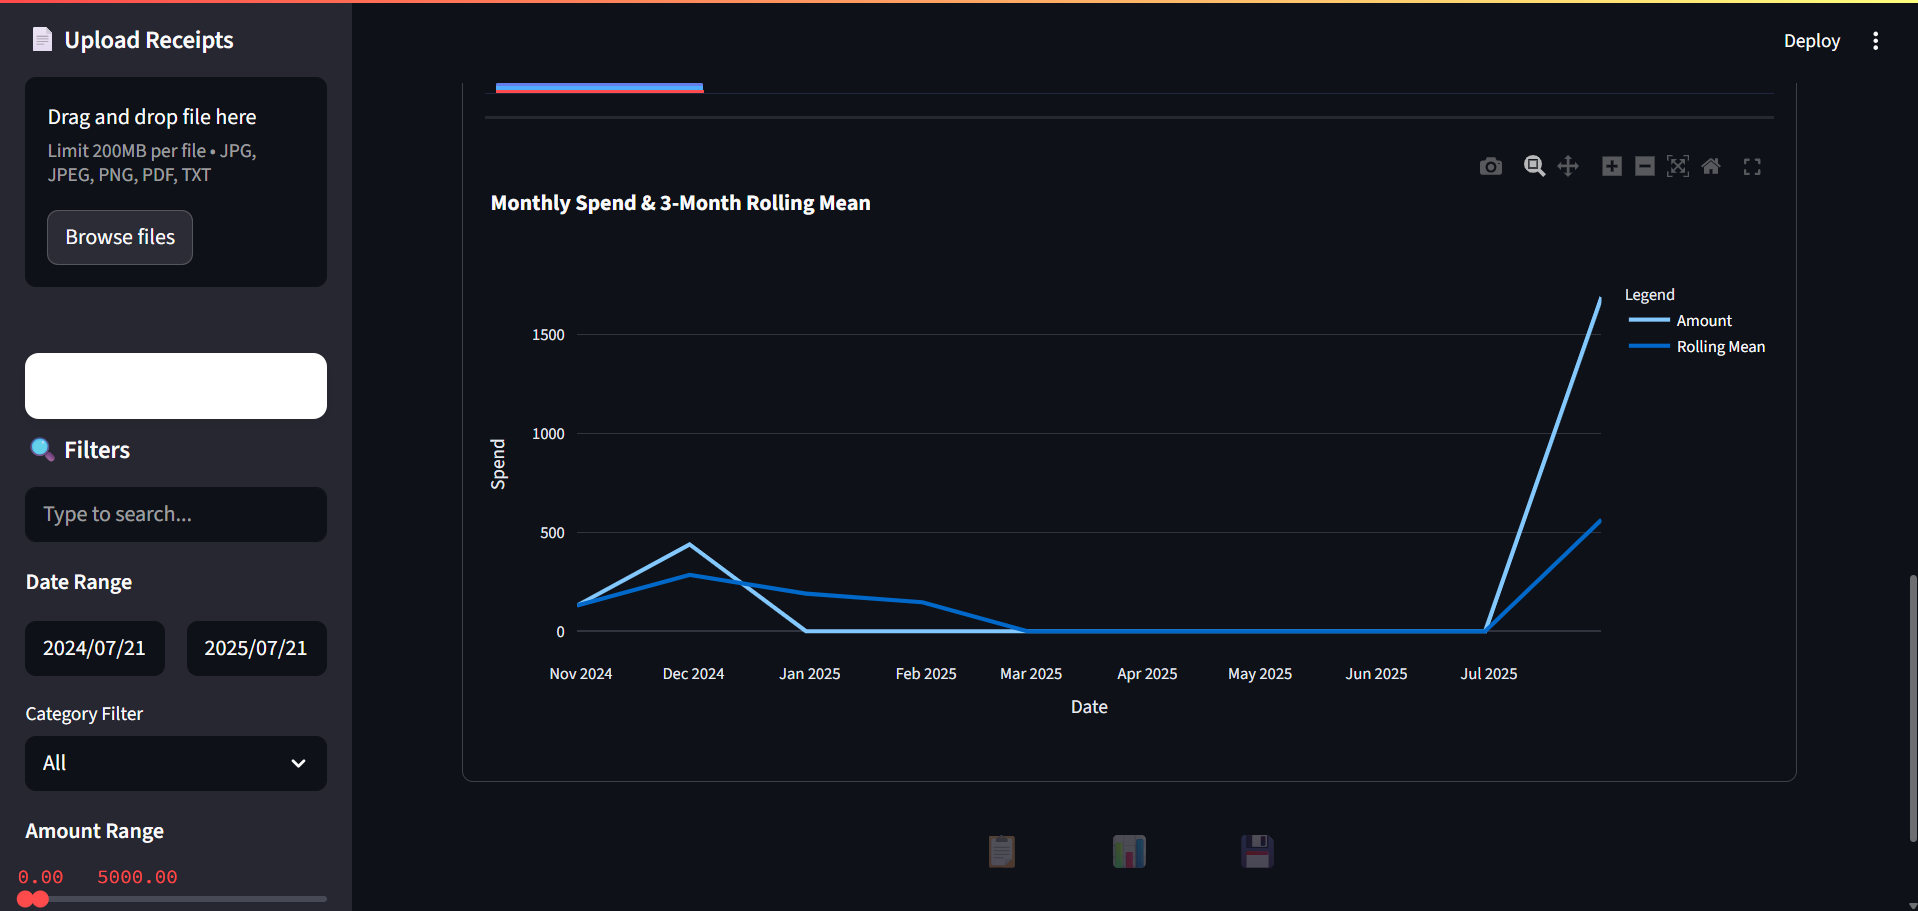 Upload Receipts
Drag and drop file here
Limit 200MB per file • JPG,
JPEG, PNG, PDF, TXT
Browse files
Filters
Type to search...
Date Range
2024/07/21
2025/07/21
Category Filter
All
Amount Range
0.00
5000.00
Deploy
Monthly Spend & 3-Month Rolling Mean
Legend
Amount
Rolling Mean
1500
1000
500
0
Spend
Nov 2024
Dec 2024
Jan 2025
Feb 2025
Mar 2025
Apr 2025
May 2025
Jun 2025
Jul 2025
Date